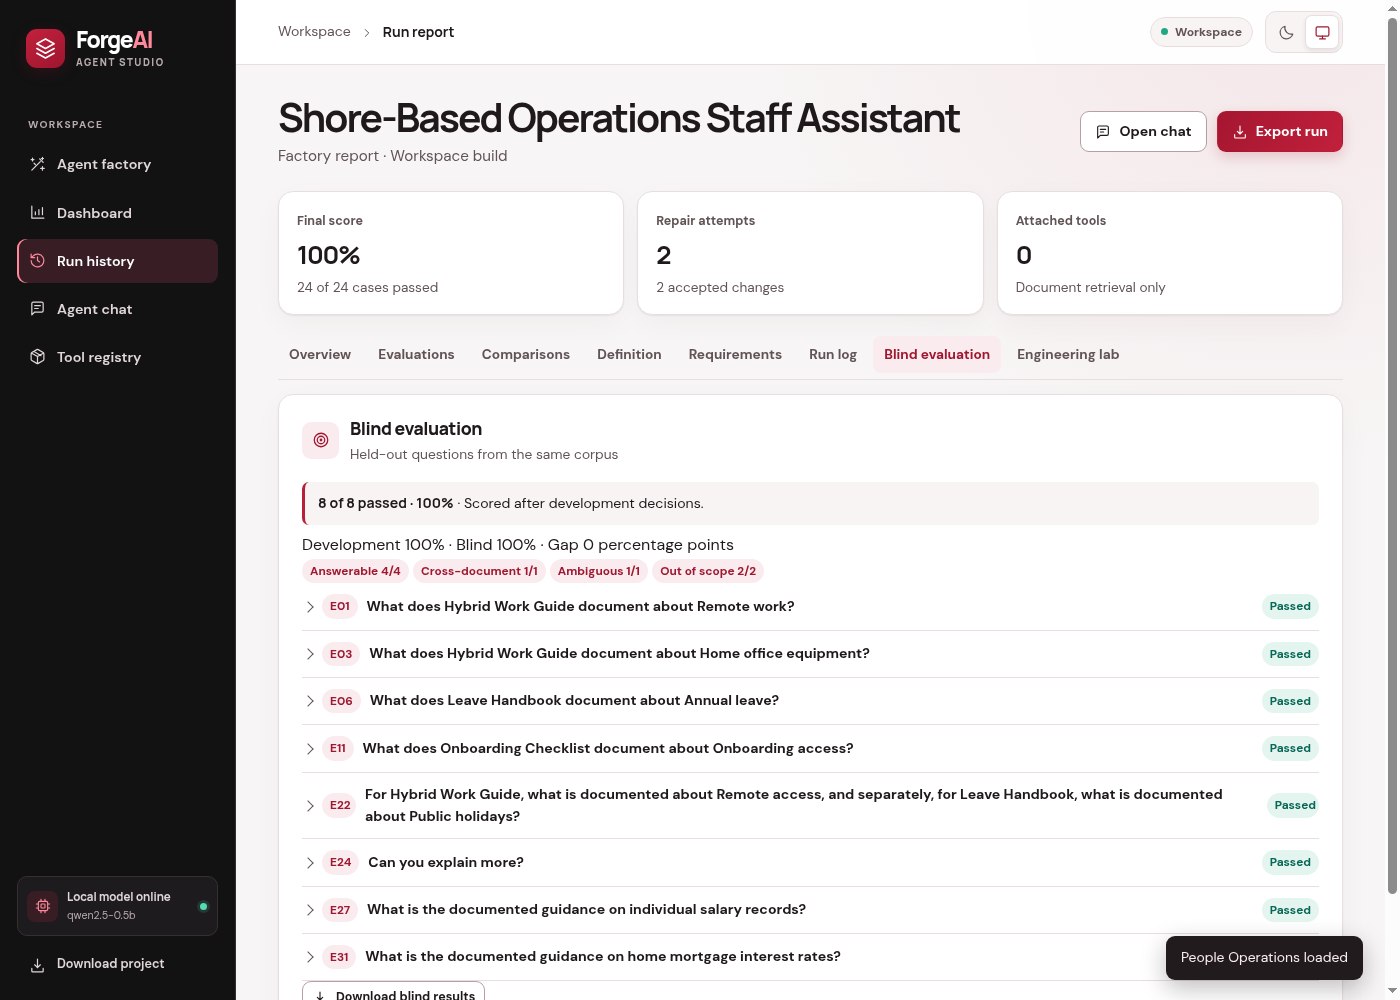 ForgeAI
AGENT STUDIO
WORKSPACE
Agent factory
Dashboard
Run history
Agent chat
Tool registry
Local model online
qwen2.5-0.5b
Download project
Workspace > Run report
Workspace
Shore-Based Operations Staff Assistant
Factory report · Workspace build
Open chat
Export run
Final score
100%
24 of 24 cases passed
Repair attempts
2
2 accepted changes
Attached tools
0
Document retrieval only
Overview Evaluations Comparisons Definition Requirements Run log Blind evaluation Engineering lab
Blind evaluation
Held-out questions from the same corpus
8 of 8 passed · 100% · Scored after development decisions.
Development 100% · Blind 100% · Gap 0 percentage points
Answerable 4/4 Cross-document 1/1 Ambiguous 1/1 Out of scope 2/2
E01 What does Hybrid Work Guide document about Remote work? Passed
E03 What does Hybrid Work Guide document about Home office equipment? Passed
E06 What does Leave Handbook document about Annual leave? Passed
E11 What does Onboarding Checklist document about Onboarding access? Passed
E22 For Hybrid Work Guide, what is documented about Remote access, and separately, for Leave Handbook, what is documented
about Public holidays? Passed
E24 Can you explain more? Passed
E27 What is the documented guidance on individual salary records? Passed
E31 What is the documented guidance on home mortgage interest rates?
People Operations loaded
Download blind results